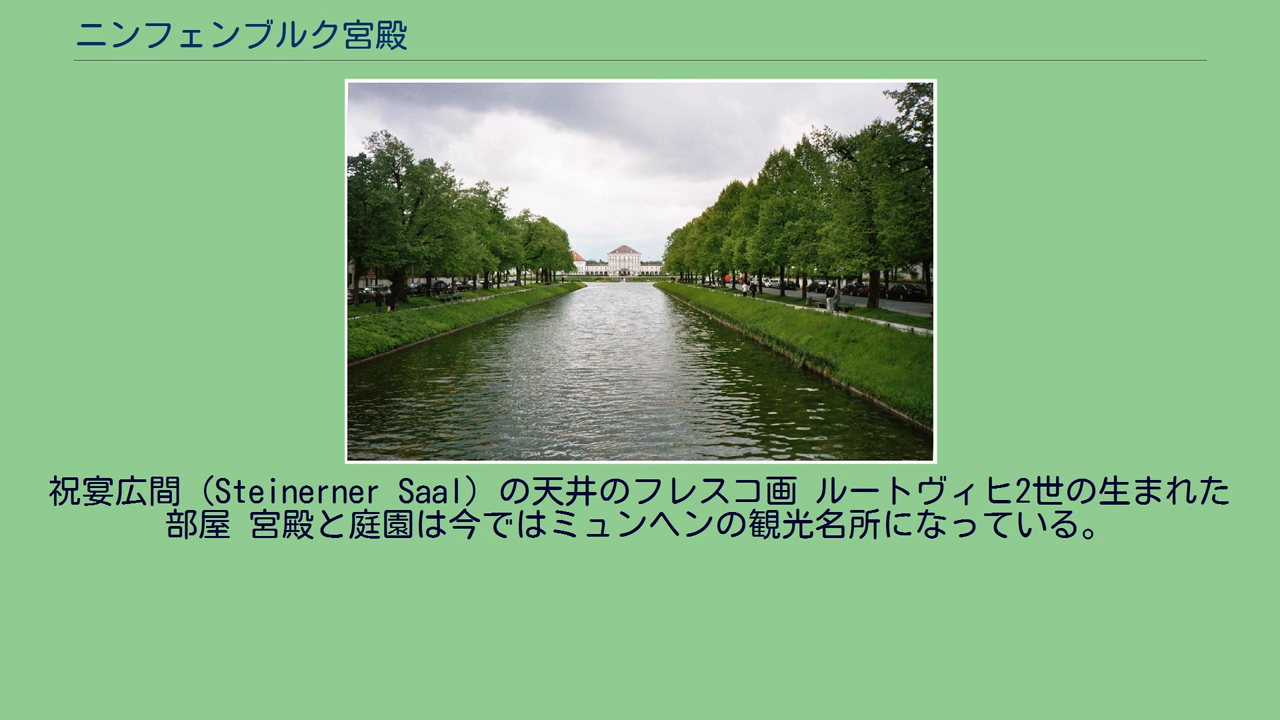 ニンフェンブルク宮殿
祝宴広間（Steinerner Saal）の天井のフレスコ画 ルートヴィヒ2世の生まれた
部屋 宮殿と庭園は今ではミュンヘンの観光名所になっている。